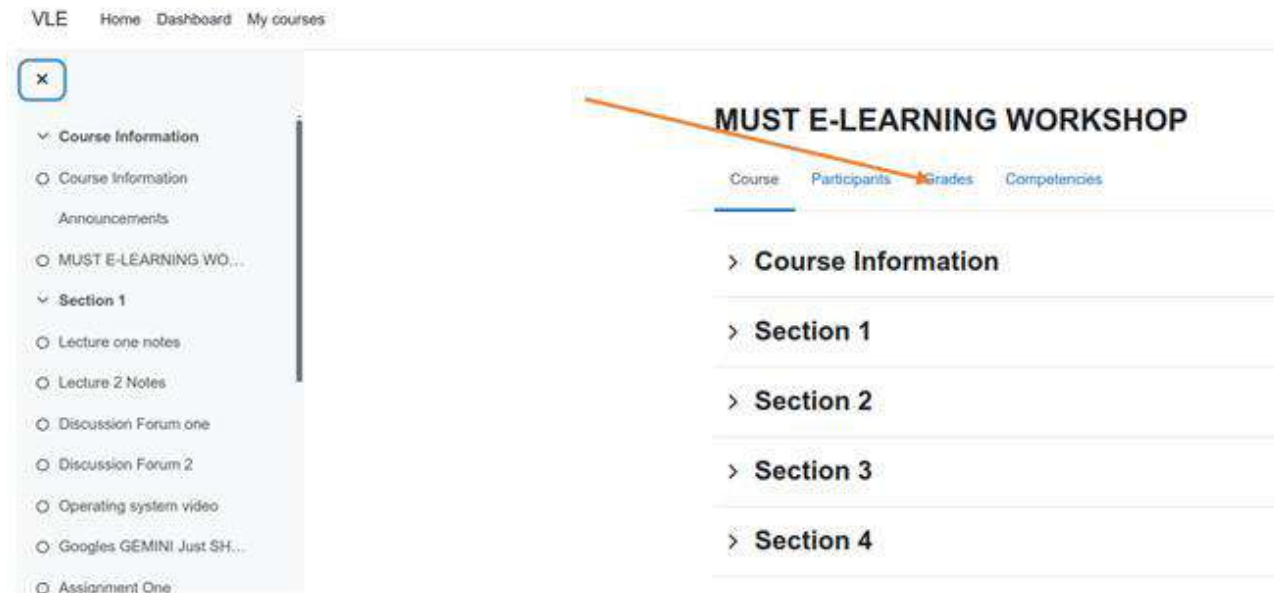 VLE Home Dashboard My courses
Course Information
Course Information
Announcements
MUST E-LEARNING WO...
Section 1
Lecture one notes
Lecture 2 Notes
Discussion Forum one
Discussion Forum 2
Operating system video
Googles GEMINI Just SH...
Assignment One
MUST E-LEARNING WORKSHOP
Course Participants Grades Competencies
Course Information
Section 1
Section 2
Section 3
Section 4